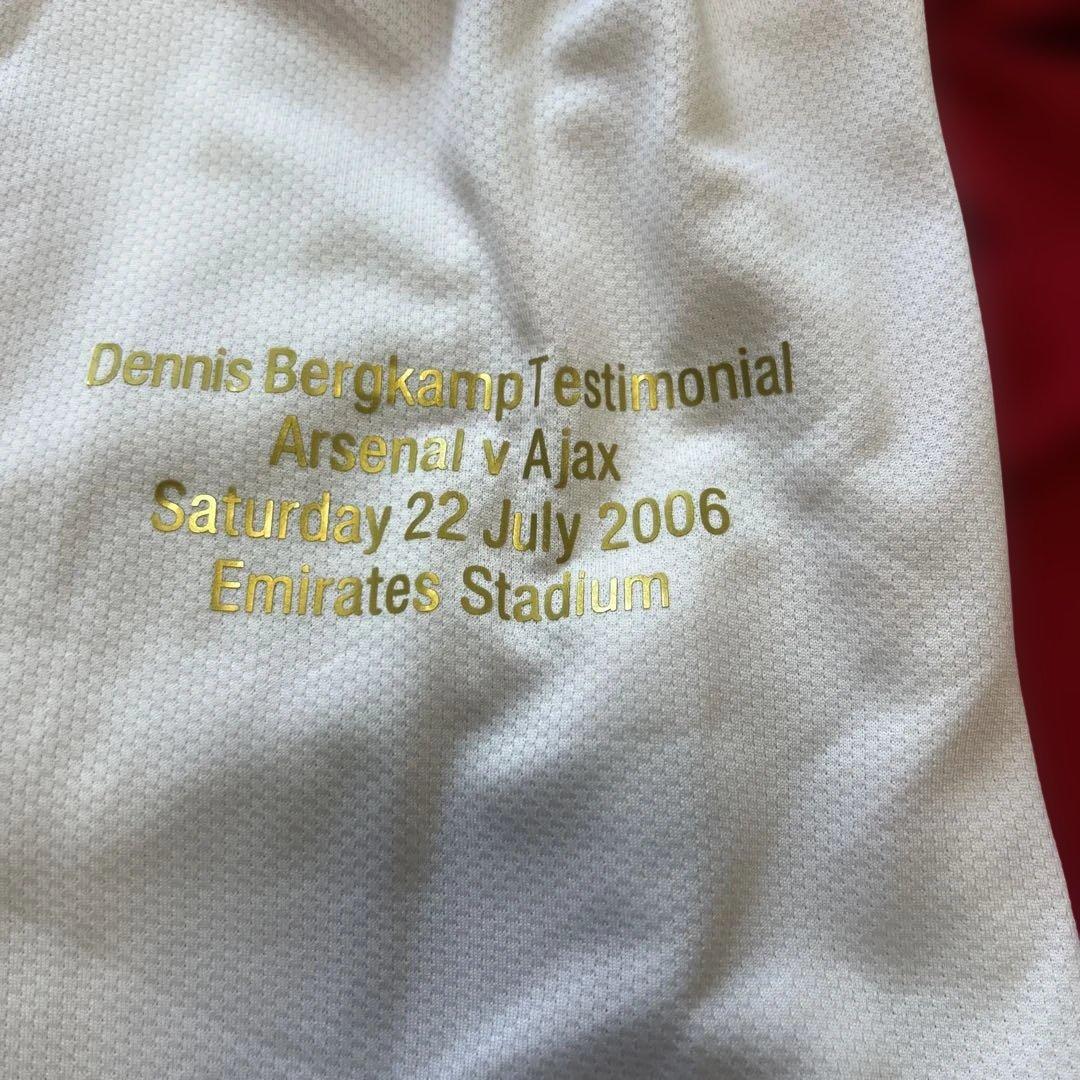 Dennis Bergkamp Testimonial
Arsenal v Ajax
Saturday 22 July 2006
Emirates Stadium